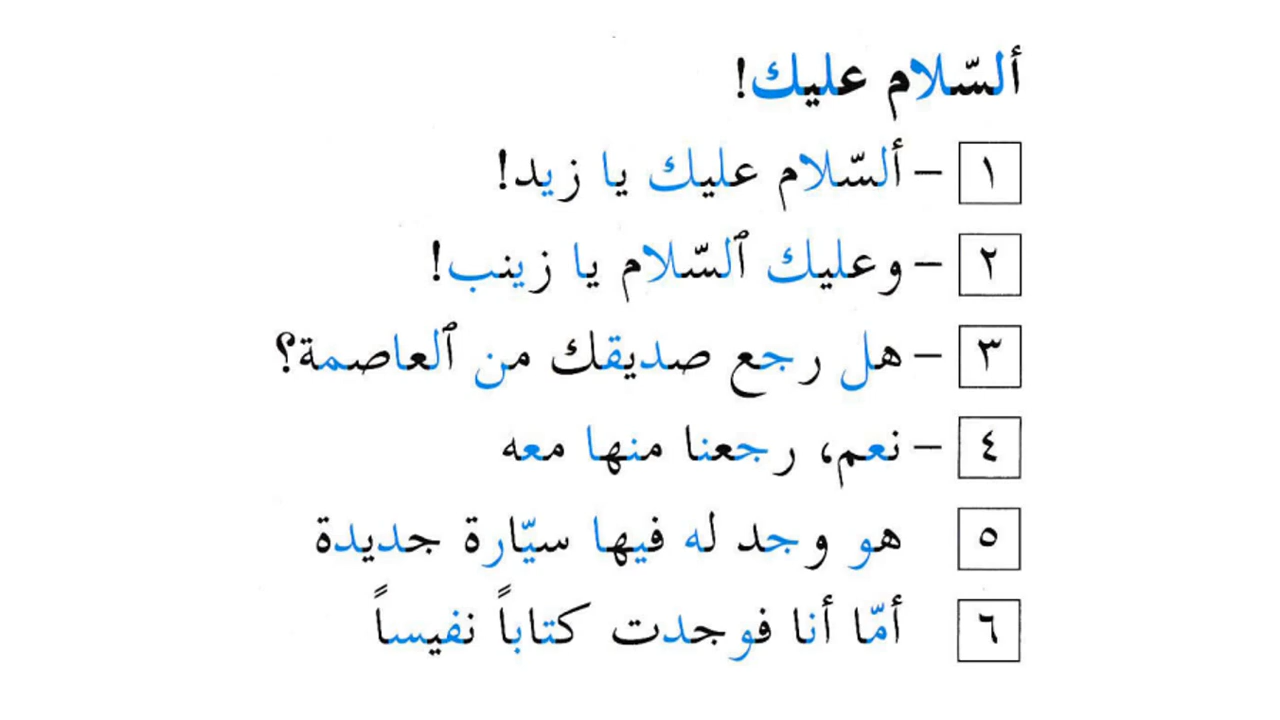 ألسّلام عليك!
١ – ألسّلام عليك يا زيد!
٢ – وعليك ٱلسّلام يا زينب!
٣ – هل رجع صديقك من ٱلعاصمة؟
٤ – نعم، رجعنا منها معه
٥ هو وجد له فيها سيّارة جديدة
٦ أمّا أنا فوجدت كتاباً نفيساً